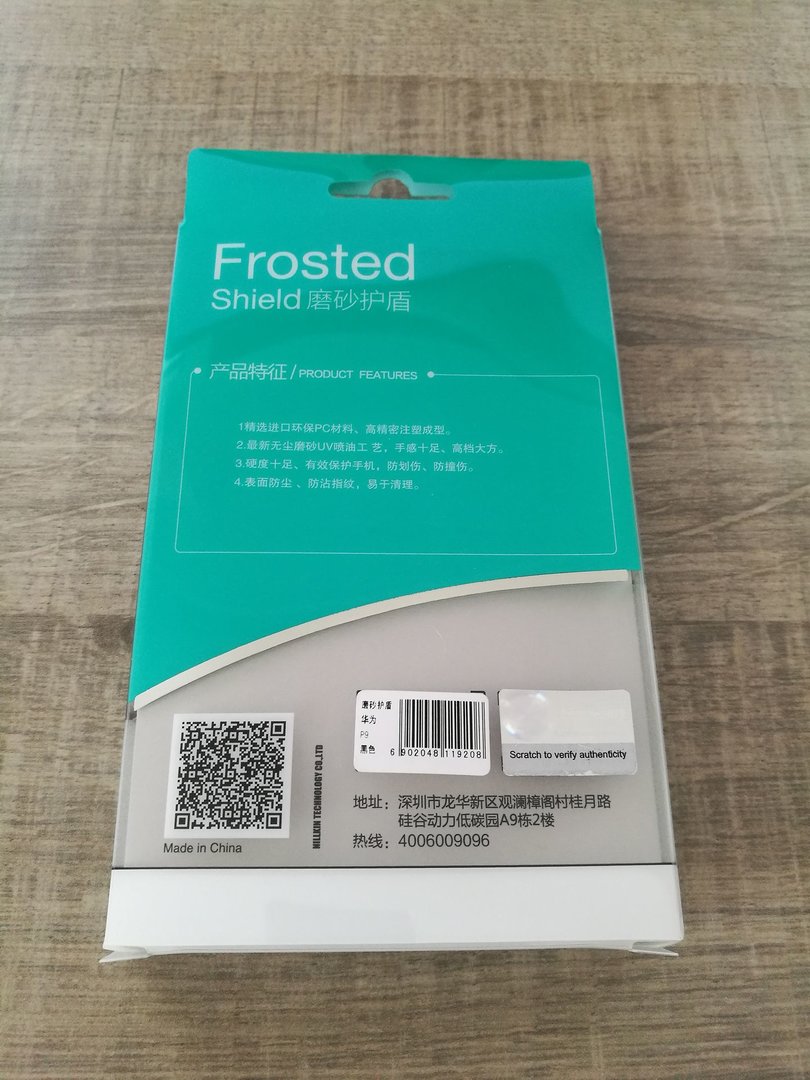 Frosted
Shield 磨砂护盾
产品特征/PRODUCT FEATURES
1精选进口环保PC材料、高精密注塑成型。
2.最新无尘磨砂UV喷油工 艺，手感十足、高档大方。
3.硬度十足、有效保护手机，防划伤、防撞伤。
4.表面防尘 、防沾指纹，易于清理。
磨砂护盾
华为
P9
黑色
6 902048 119208
Scratch to verify authenticity
NILLKIN TECHNOLOGY CO.,LTD
地址：深圳市龙华新区观澜樟阁村桂月路
硅谷动力低碳园A9栋2楼
热线：4006009096
Made in China